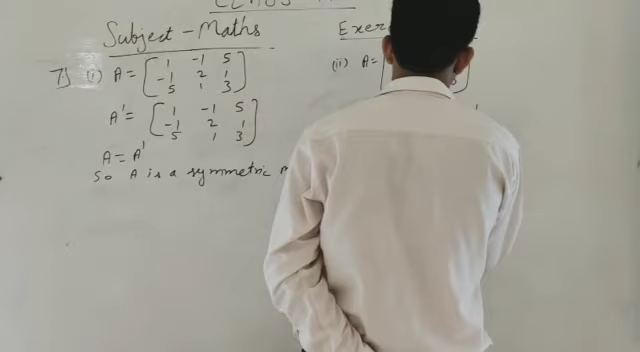 Subject - Maths
Exer
7) (i) A = [ 1 -1 5
-1 2 1
5 1 3 ]
A' = [ 1 -1 5
-1 2 1
5 1 3 ]
A = A'
So A is a symmetric
(ii) A = [